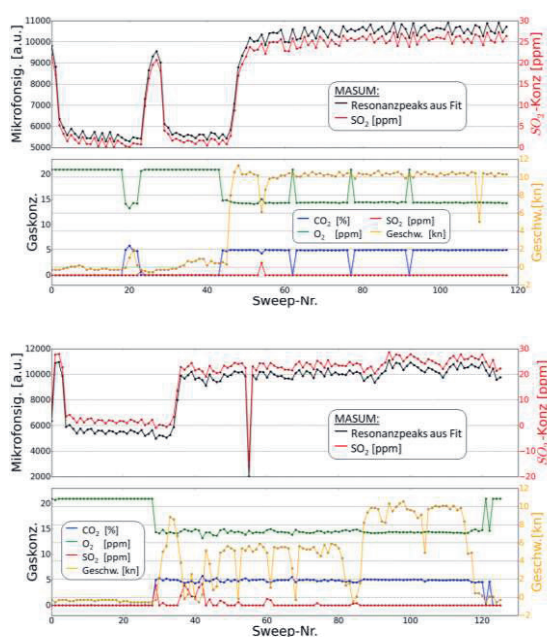 Mikrofonsig. [a.u.]
11000
10000
9000
8000
7000
6000
5000
MASUM:
Resonanzpeaks aus Fit
SO2 [ppm]
30
25
20
15
10
5
0
SO2-Konz [ppm]
Gaskonz.
20
15
10
5
0
CO2 [%]
SO2 [ppm]
O2 [ppm]
Geschw. [kn]
12
10
8
6
4
2
0
-2
Geschw.[kn]
0
20
40
60
80
100
120
Sweep-Nr.
Mikrofonsig. [a.u.]
12000
10000
8000
6000
4000
2000
MASUM:
Resonanzpeaks aus Fit
SO2 [ppm]
30
20
10
0
-10
-20
SO2-Konz [ppm]
Gaskonz.
20
15
10
5
0
CO2 [%]
O2 [ppm]
SO2 [ppm]
Geschw. [kn]
12
10
8
6
4
2
0
-2
Geschw.[kn]
0
20
40
60
80
100
120
Sweep-Nr.